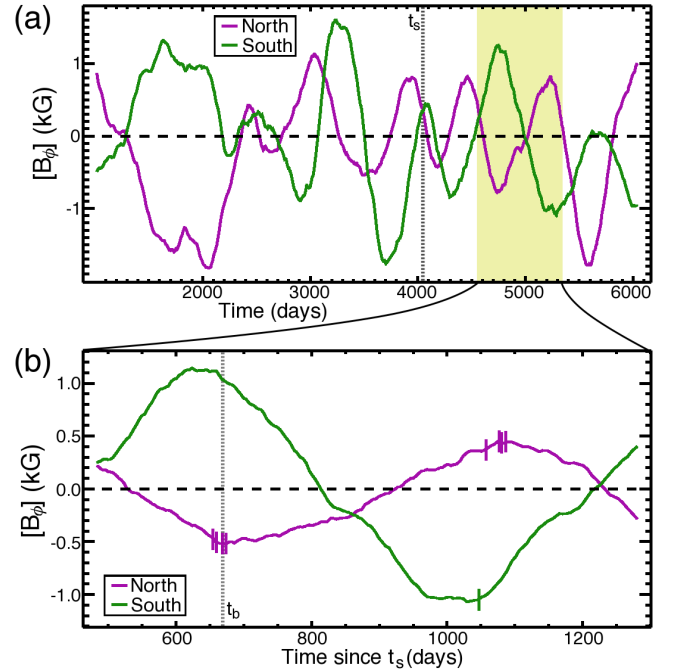 (a)
North
South
t_s
[B_ϕ] (kG)
1
0
-1
2000 3000 4000 5000 6000
Time (days)
(b)
[B_ϕ] (kG)
1.0
0.5
0.0
-0.5
-1.0
North
South
t_b
600 800 1000 1200
Time since t_s(days)